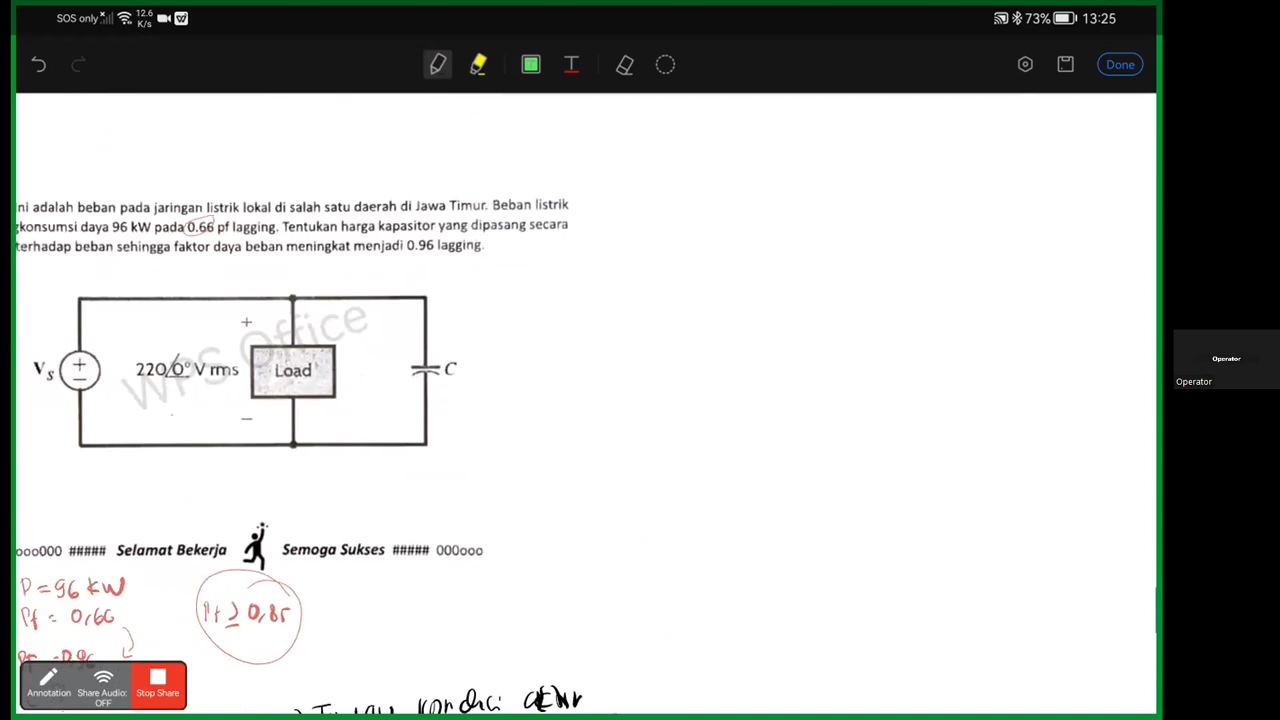 SOS only 12.6 K/s 73% 13:25
Done
ini adalah beban pada jaringan listrik lokal di salah satu daerah di Jawa Timur. Beban listrik
gkonsumsi daya 96 kW pada 0.66 pf lagging. Tentukan harga kapasitor yang dipasang secara
terhadap beban sehingga faktor daya beban meningkat menjadi 0.96 lagging.
WPS Office
+
Vs + − 220/0° V rms Load C
−
ooo000 ##### Selamat Bekerja Semoga Sukses ##### 000ooo
P = 96 kW
Pf = 0,66
Pf ≥ 0,85
Annotation Share Audio: OFF Stop Share
kondisi
Operator
Operator